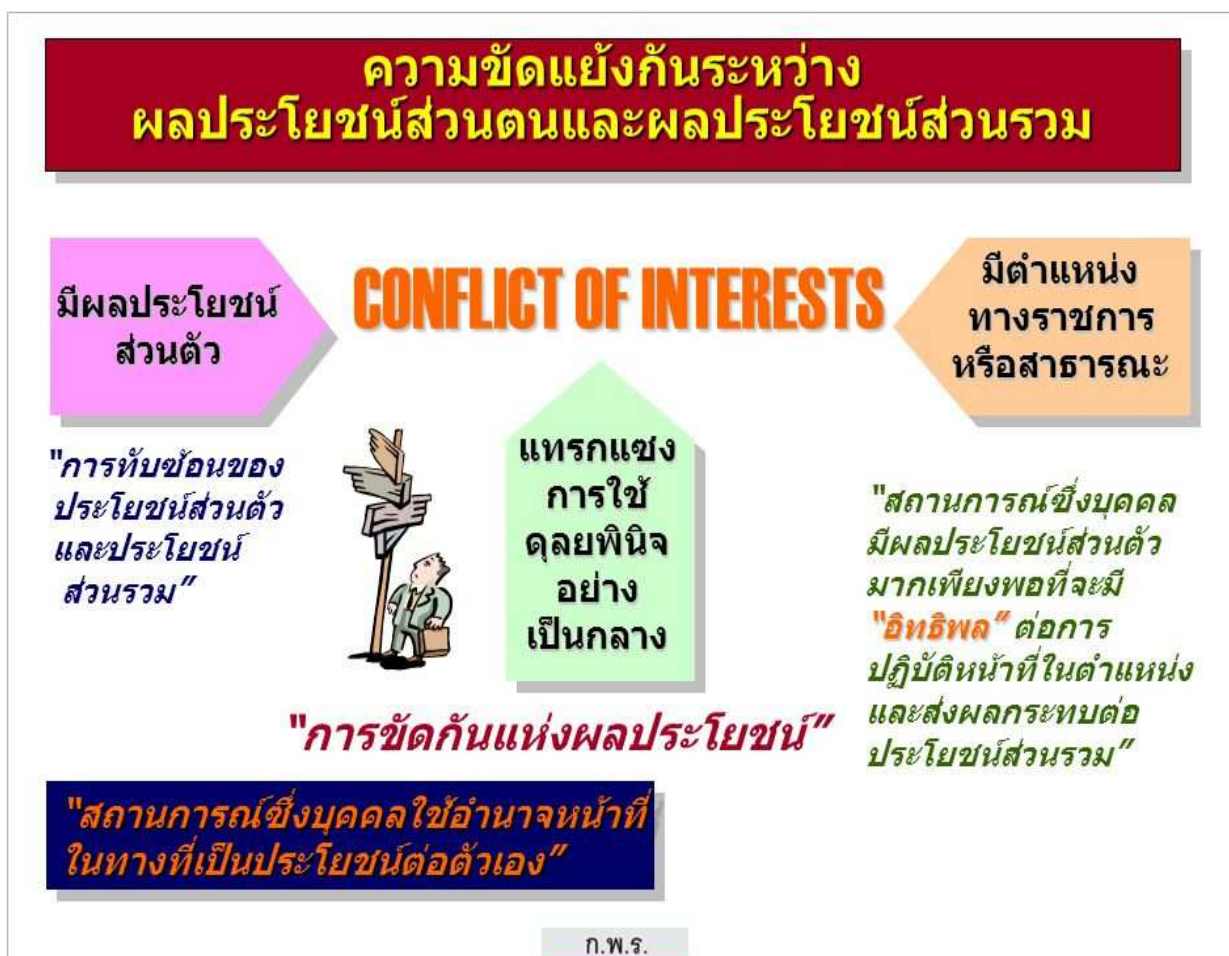 ความขัดแย้งกันระหว่าง
ผลประโยชน์ส่วนตนและผลประโยชน์ส่วนรวม
มีผลประโยชน์
ส่วนตัว
CONFLICT OF INTERESTS
มีตำแหน่ง
ทางราชการ
หรือสาธารณะ
"การทับซ้อนของ
ประโยชน์ส่วนตัว
และประโยชน์
ส่วนรวม"
แทรกแซง
การใช้
ดุลยพินิจ
อย่าง
เป็นกลาง
"สถานการณ์ซึ่งบุคคล
มีผลประโยชน์ส่วนตัว
มากเพียงพอที่จะมี
"อิทธิพล" ต่อการ
ปฏิบัติหน้าที่ในตำแหน่ง
และส่งผลกระทบต่อ
ประโยชน์ส่วนรวม"
"การขัดกันแห่งผลประโยชน์"
"สถานการณ์ซึ่งบุคคลใช้อำนาจหน้าที่
ในทางที่เป็นประโยชน์ต่อตัวเอง"
ก.พ.ร.